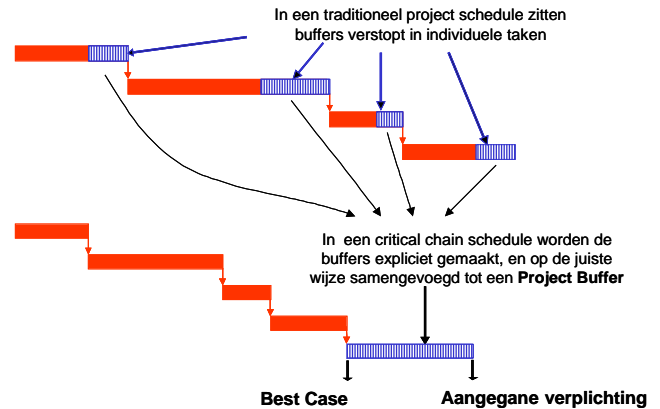 In een traditioneel project schedule zitten
buffers verstopt in individuele taken
In een critical chain schedule worden de
buffers expliciet gemaakt, en op de juiste
wijze samengevoegd tot een Project Buffer
Best Case
Aangegane verplichting